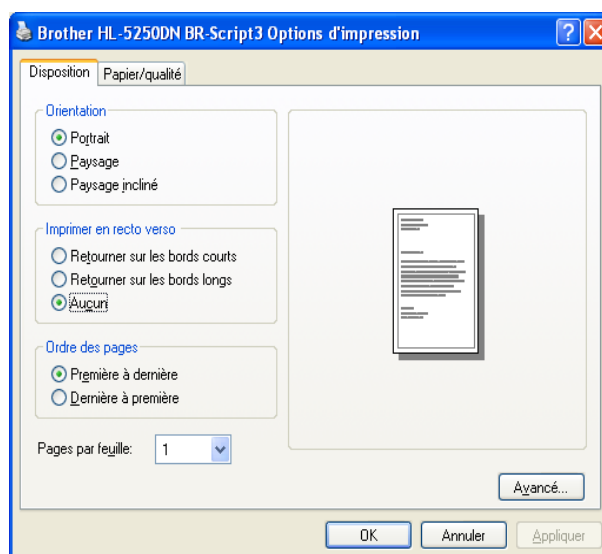 Brother HL-5250DN BR-Script3 Options d'impression
Disposition
Papier/qualité
Orientation
Portrait
Paysage
Paysage incliné
Imprimer en recto verso
Retourner sur les bords courts
Retourner sur les bords longs
Aucun
Ordre des pages
Première à dernière
Dernière à première
Pages par feuille: 1
Avancé...
OK Annuler Appliquer